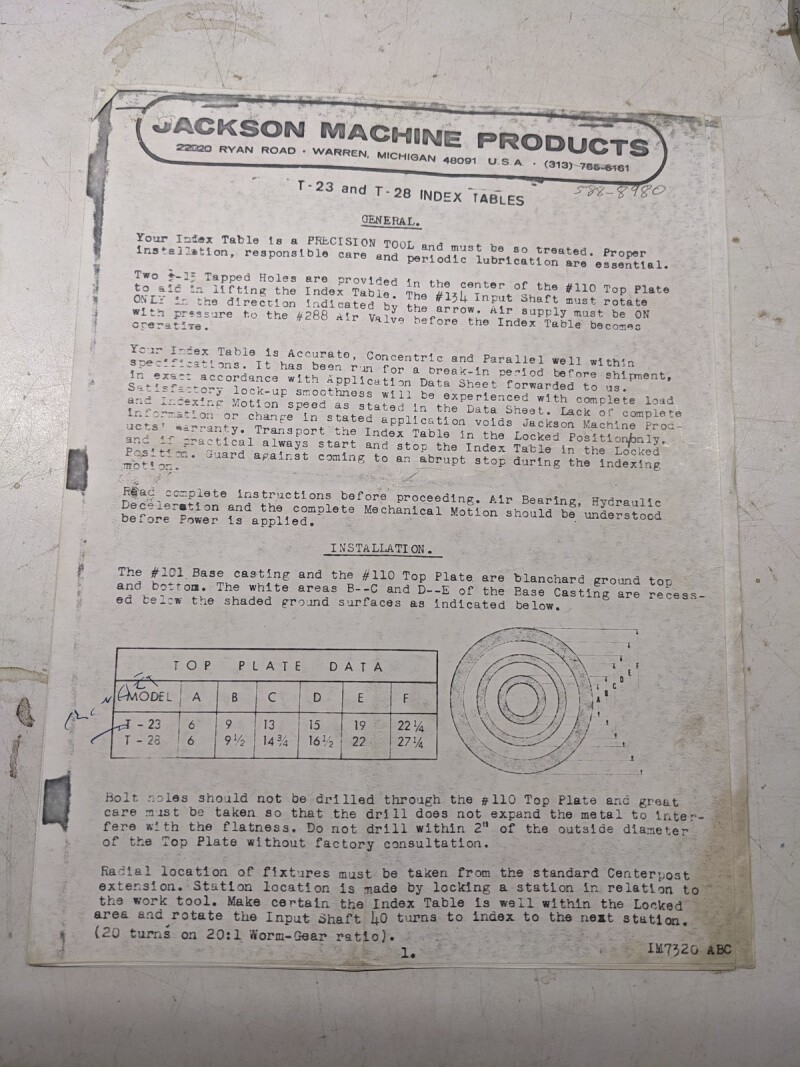 JACKSON MACHINE PRODUCTS
22020 RYAN ROAD · WARREN, MICHIGAN 48091 U.S.A. · (313)-755-6161
588-8980
T-23 and T-28 INDEX TABLES
GENERAL.
Your Index Table is a PRECISION TOOL and must be so treated. Proper
installation, responsible care and periodic lubrication are essential.
Two Tapped Holes are provided in the center of the #110 Top Plate
to aid in lifting the Index Table. The #134 Input Shaft must rotate
ONLY in the direction indicated by the arrow. Air supply must be ON
with pressure to the #288 Air Valve before the Index Table becomes
operative.
Your Index Table is Accurate, Concentric and Parallel well within
specifications. It has been run for a break-in period before shipment,
in exact accordance with Application Data Sheet forwarded to us.
Satisfactory lock-up smoothness will be experienced with complete load
and Indexing Motion speed as stated in the Data Sheet. Lack of complete
information or change in stated application voids Jackson Machine Prod-
ucts' warranty. Transport the Index Table in the Locked Position/only.
and if practical always start and stop the Index Table in the Locked
Position. Guard against coming to an abrupt stop during the indexing
motion.
Read complete instructions before proceeding. Air Bearing, Hydraulic
Deceleration and the complete Mechanical Motion should be understood
before Power is applied.
INSTALLATION.
The #101 Base casting and the #110 Top Plate are blanchard ground top
and bottom. The white areas B--C and D--E of the Base Casting are recess-
ed below the shaded ground surfaces as indicated below.
TOP PLATE DATA
MODEL A B C D E F
T - 23 6 9 13 15 19 22 1/4
T - 28 6 9 1/2 14 3/4 16 1/2 22 27 1/4
A B C D E F
Bolt holes should not be drilled through the #110 Top Plate and great
care must be taken so that the drill does not expand the metal to inter-
fere with the flatness. Do not drill within 2" of the outside diameter
of the Top Plate without factory consultation.
Radial location of fixtures must be taken from the standard Centerpost
extension. Station location is made by locking a station in relation to
the work tool. Make certain the Index Table is well within the Locked
area and rotate the Input Shaft 40 turns to index to the next station.
(20 turns on 20:1 Worm-Gear ratio).
1.
IM7320 ABC